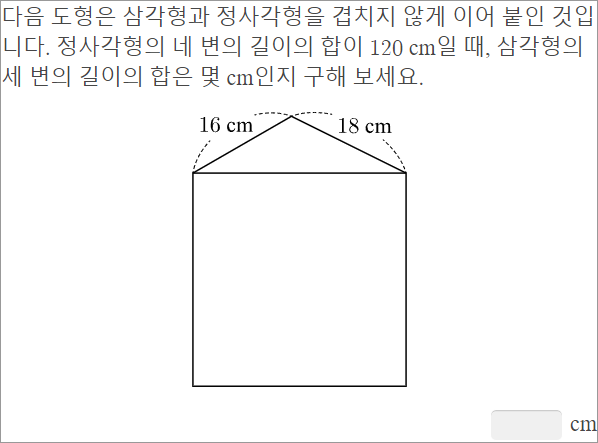 다음 도형은 삼각형과 정사각형을 겹치지 않게 이어 붙인 것입
니다. 정사각형의 네 변의 길이의 합이 120 cm일 때, 삼각형의
세 변의 길이의 합은 몇 cm인지 구해 보세요.
16 cm
18 cm
cm